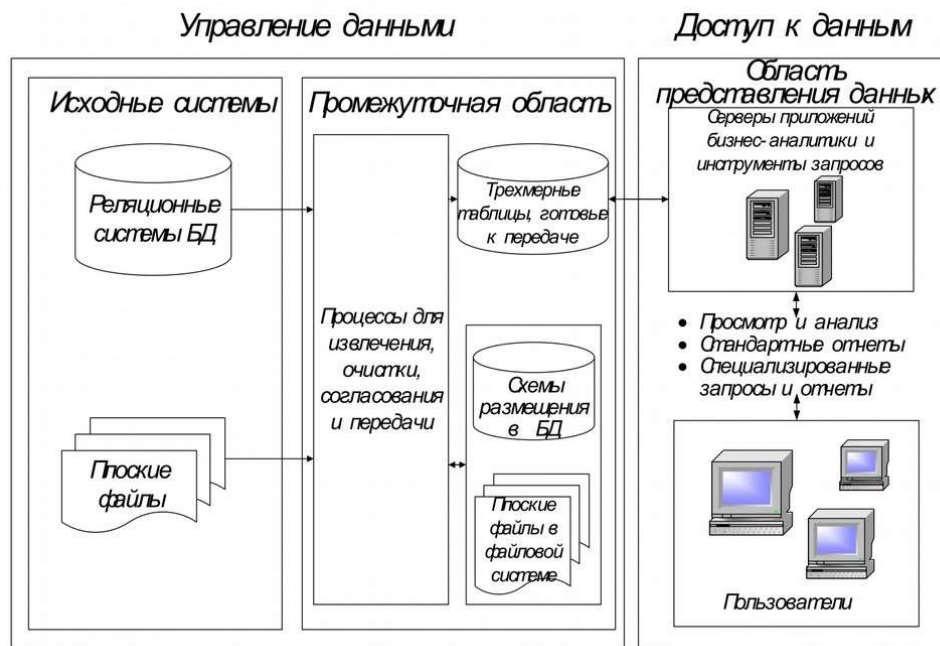 Управление данными
Доступ к данным
Исходные системы
Реляционные
системы БД
Плоские
файлы
Промежуточная область
Процессы для
извлечения,
очистки,
согласования
и передачи
Трехмерные
таблицы, готовые
к передаче
Схемы
размещения
в БД
Плоские
файлы в
файловой
системе
Область
представления данных
Серверы приложений
бизнес-аналитики и
инструменты запросов
• Просмотр и анализ
• Стандартные отчеты
• Специализированные
запросы и отчеты
Пользователи